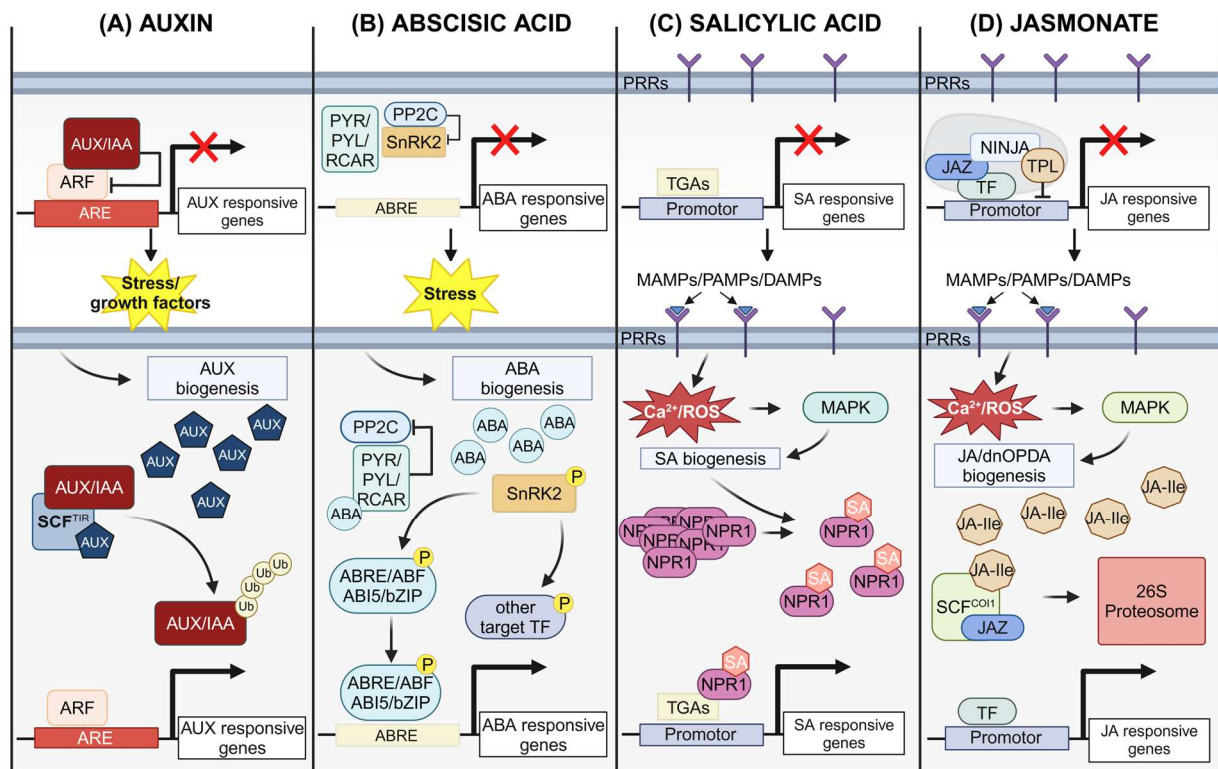 (A) AUXIN
AUX/IAA
ARF
ARE
AUX responsive
genes
Stress/
growth factors
AUX
biogenesis
AUX
AUX
AUX
AUX
AUX
AUX/IAA
SCFTIR
AUX
Ub
Ub
Ub
Ub
AUX/IAA
ARF
ARE
AUX responsive
genes
(B) ABSCISIC ACID
PYR/
PYL/
RCAR
PP2C
SnRK2
ABRE
ABA responsive
genes
Stress
ABA
biogenesis
PP2C
PYR/
PYL/
RCAR
ABA
ABA
ABA
ABA
ABA
P
SnRK2
P
ABRE/ABF
ABI5/bZIP
P
other
target TF
P
ABRE/ABF
ABI5/bZIP
ABRE
ABA responsive
genes
(C) SALICYLIC ACID
PRRs
TGAs
Promotor
SA responsive
genes
MAMPs/PAMPs/DAMPs
PRRs
Ca2+/ROS
MAPK
SA biogenesis
NPR1
NPR1
NPR1
NPR1
NPR1
NPR1
SA
NPR1
SA
NPR1
SA
NPR1
SA
NPR1
TGAs
Promotor
SA responsive
genes
(D) JASMONATE
PRRs
NINJA
JAZ
TPL
TF
Promotor
JA responsive
genes
MAMPs/PAMPs/DAMPs
PRRs
Ca2+/ROS
MAPK
JA/dnOPDA
biogenesis
JA-Ile
JA-Ile
JA-Ile
JA-Ile
JA-Ile
SCFCOI1
JAZ
26S
Proteosome
TF
Promotor
JA responsive
genes